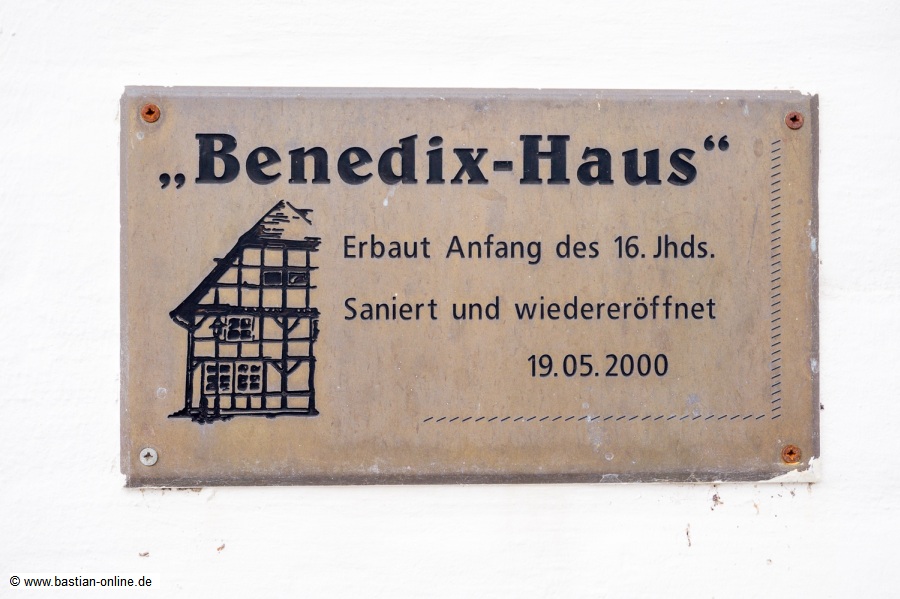 „Benedix-Haus“
Erbaut Anfang des 16. Jhds.
Saniert und wiedereröffnet
19.05.2000
© www.bastian-online.de